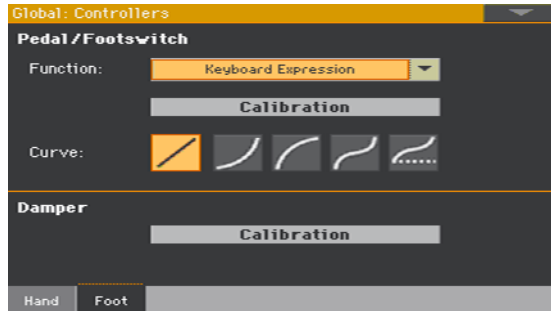 Global: Controllers
Pedal/Footswitch
Function: Keyboard Expression
Calibration
Curve:
Damper
Calibration
Hand Foot